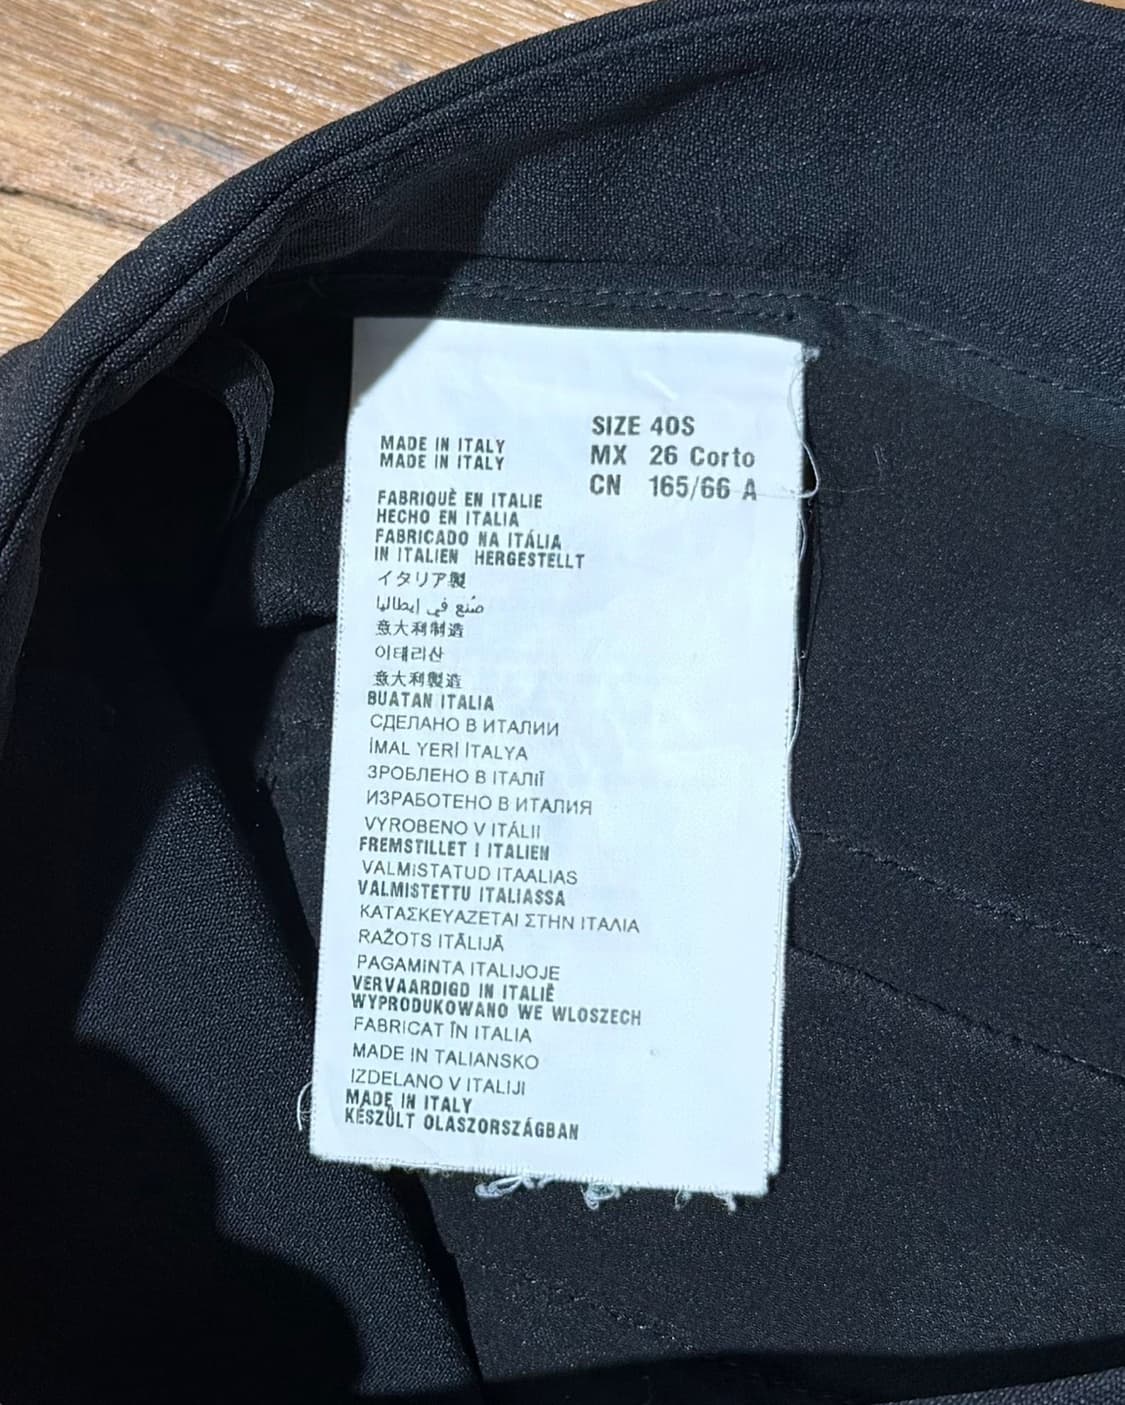 SIZE 40S
MX 26 Corto
CN 165/66 A
MADE IN ITALY
MADE IN ITALY
FABRIQUÈ EN ITALIE
HECHO EN ITALIA
FABRICADO NA ITÁLIA
IN ITALIEN HERGESTELLT
イタリア製
صُنع في إيطاليا
意大利制造
이태리산
意大利製造
BUATAN ITALIA
СДЕЛАНО В ИТАЛИИ
İMAL YERİ İTALYA
ЗРОБЛЕНО В ІТАЛІЇ
ИЗРАБОТЕНО В ИТАЛИЯ
VYROBENO V ITÁLII
FREMSTILLET I ITALIEN
VALMISTATUD ITAALIAS
VALMISTETTU ITALIASSA
ΚΑΤΑΣΚΕΥΑΖΕΤΑΙ ΣΤΗΝ ΙΤΑΛΙΑ
RAŽOTS ITĀLIJĀ
PAGAMINTA ITALIJOJE
VERVAARDIGD IN ITALIË
WYPRODUKOWANO WE WLOSZECH
FABRICAT ÎN ITALIA
MADE IN TALIANSKO
IZDELANO V ITALIJI
MADE IN ITALY
KÉSZÜLT OLASZORSZÁGBAN